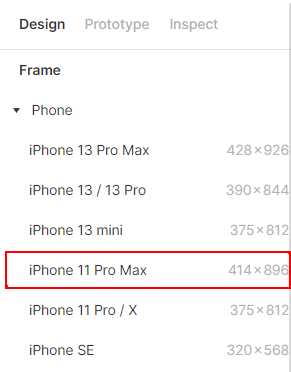 Design Prototype Inspect
Frame
Phone
iPhone 13 Pro Max 428×926
iPhone 13 / 13 Pro 390×844
iPhone 13 mini 375×812
iPhone 11 Pro Max 414×896
iPhone 11 Pro / X 375×812
iPhone SE 320×568